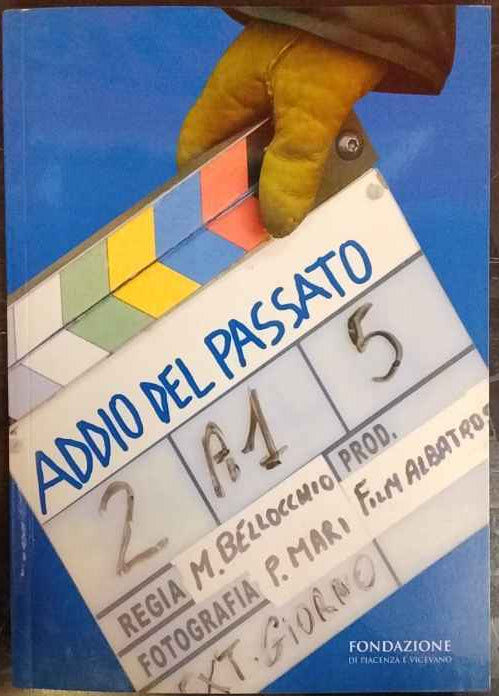 ADDIO DEL PASSATO
2 A1 5
REGIA M. BELLOCCHIO PROD.
FOTOGRAFIA P. MARI FILM ALBATROS
EXT. GIORNO
FONDAZIONE
DI PIACENZA E VIGEVANO